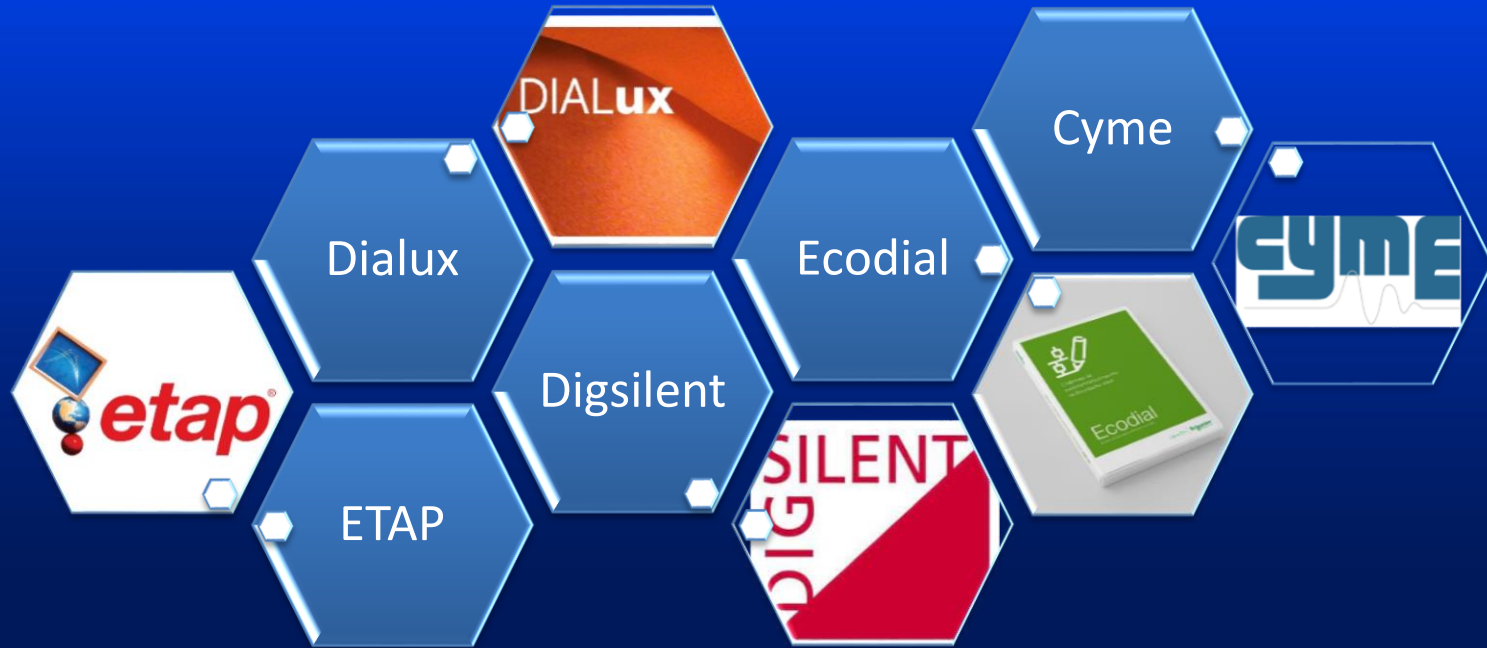 DIALux
Cyme
Dialux
Ecodial
CYME
etap®
Digsilent
Ecodial
ETAP
SILENT
DIG